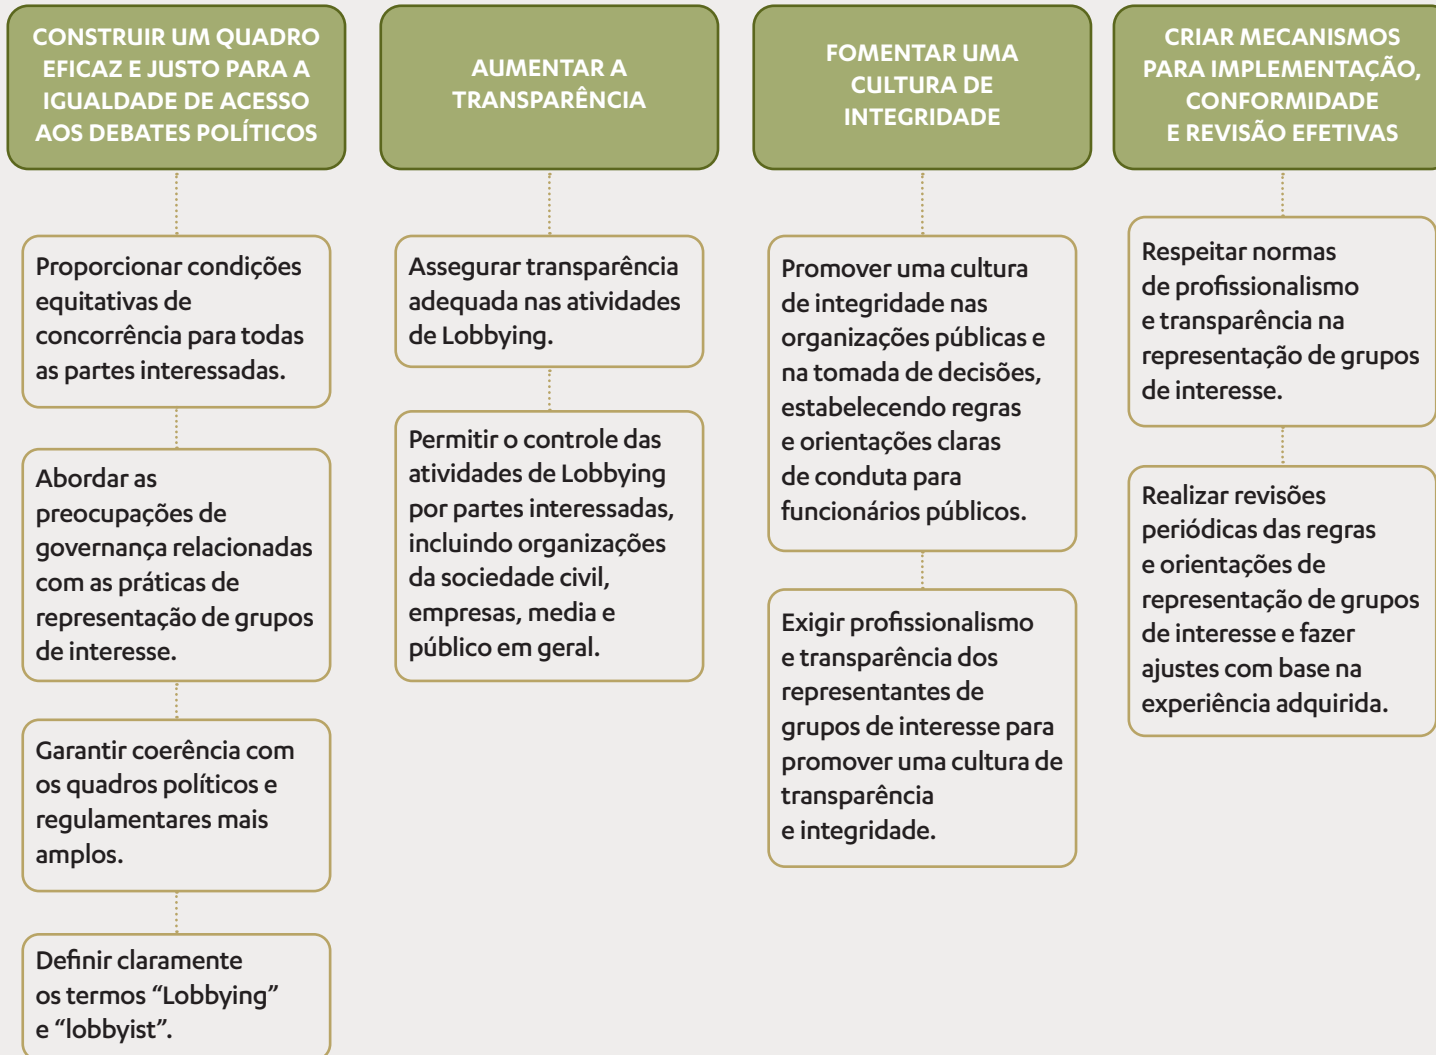 CONSTRUIR UM QUADRO
EFICAZ E JUSTO PARA A
IGUALDADE DE ACESSO
AOS DEBATES POLÍTICOS
Proporcionar condições
equitativas de
concorrência para todas
as partes interessadas.
Abordar as
preocupações de
governança relacionadas
com as práticas de
representação de grupos
de interesse.
Garantir coerência com
os quadros políticos e
regulamentares mais
amplos.
Definir claramente
os termos “Lobbying”
e “lobbyist”.
AUMENTAR A
TRANSPARÊNCIA
Assegurar transparência
adequada nas atividades
de Lobbying.
Permitir o controle das
atividades de Lobbying
por partes interessadas,
incluindo organizações
da sociedade civil,
empresas, media e
público em geral.
FOMENTAR UMA
CULTURA DE
INTEGRIDADE
Promover uma cultura
de integridade nas
organizações públicas e
na tomada de decisões,
estabelecendo regras
e orientações claras
de conduta para
funcionários públicos.
Exigir profissionalismo
e transparência dos
representantes de
grupos de interesse para
promover uma cultura de
transparência
e integridade.
CRIAR MECANISMOS
PARA IMPLEMENTAÇÃO,
CONFORMIDADE
E REVISÃO EFETIVAS
Respeitar normas
de profissionalismo
e transparência na
representação de grupos
de interesse.
Realizar revisões
periódicas das regras
e orientações de
representação de grupos
de interesse e fazer
ajustes com base na
experiência adquirida.